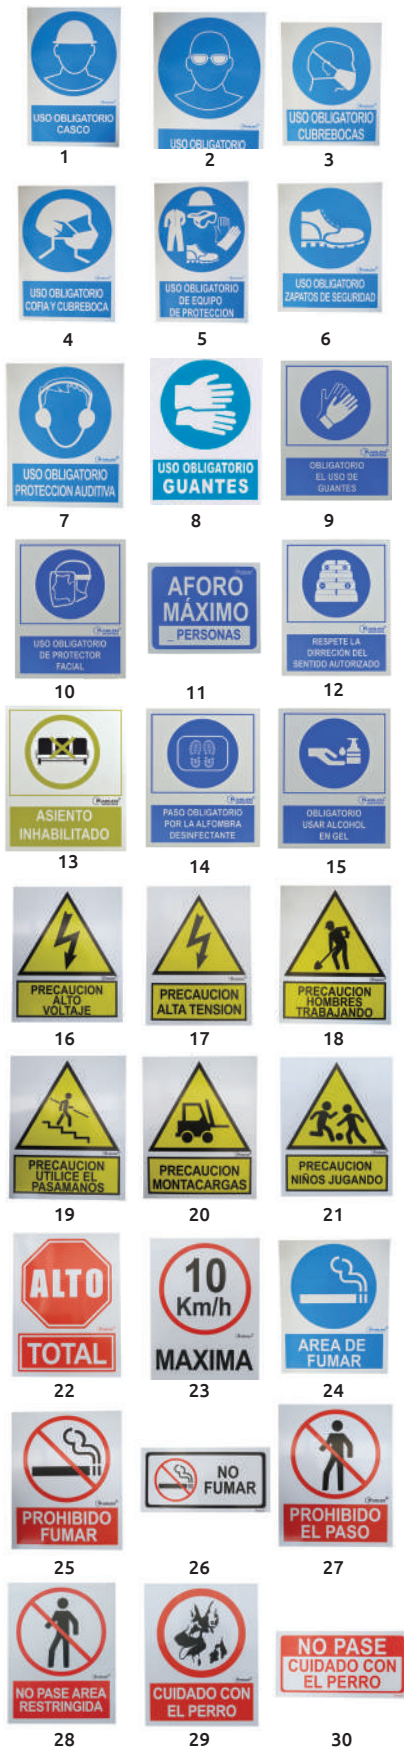 USO OBLIGATORIO
CASCO
1
USO OBLIGATORIO
2
USO OBLIGATORIO
CUBREBOCAS
3
USO OBLIGATORIO
COFIA Y CUBREBOCA
4
USO OBLIGATORIO
DE EQUIPO
DE PROTECCION
5
USO OBLIGATORIO
ZAPATOS DE SEGURIDAD
6
USO OBLIGATORIO
PROTECCION AUDITIVA
7
USO OBLIGATORIO
GUANTES
8
OBLIGATORIO
EL USO DE
GUANTES
9
USO OBLIGATORIO
DE PROTECTOR
FACIAL
10
AFORO
MÁXIMO
_ PERSONAS
11
RESPETE LA
DIRRECIÓN DEL
SENTIDO AUTORIZADO
12
ASIENTO
INHABILITADO
13
PASO OBLIGATORIO
POR LA ALFOMBRA
DESINFECTANTE
14
OBLIGATORIO
USAR ALCOHOL
EN GEL
15
PRECAUCION
ALTO
VOLTAJE
16
PRECAUCION
ALTA TENSION
17
PRECAUCION
HOMBRES
TRABAJANDO
18
PRECAUCION
UTILICE EL
PASAMANOS
19
PRECAUCION
MONTACARGAS
20
PRECAUCION
NIÑOS JUGANDO
21
ALTO
TOTAL
22
10
Km/h
MAXIMA
23
AREA DE
FUMAR
24
PROHIBIDO
FUMAR
25
NO
FUMAR
26
PROHIBIDO
EL PASO
27
NO PASE AREA
RESTRINGIDA
28
CUIDADO CON
EL PERRO
29
NO PASE
CUIDADO CON
EL PERRO
30